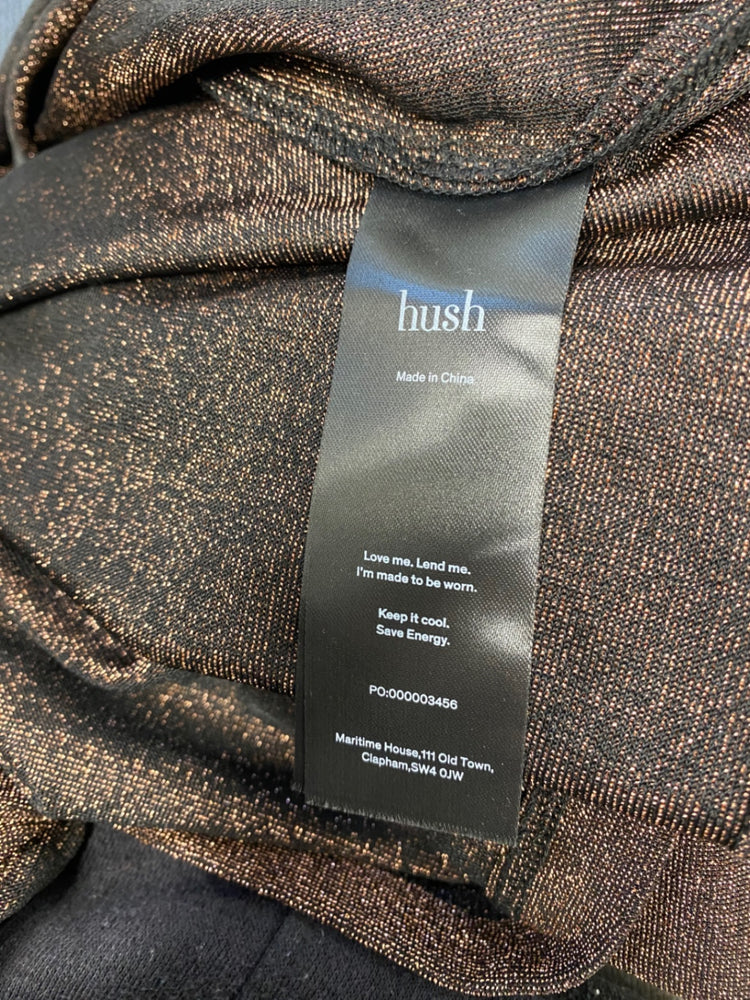 hush
Made in China
Love me. Lend me.
I'm made to be worn.
Keep it cool.
Save Energy.
PO:000003456
Maritime House,111 Old Town,
Clapham,SW4 0JW